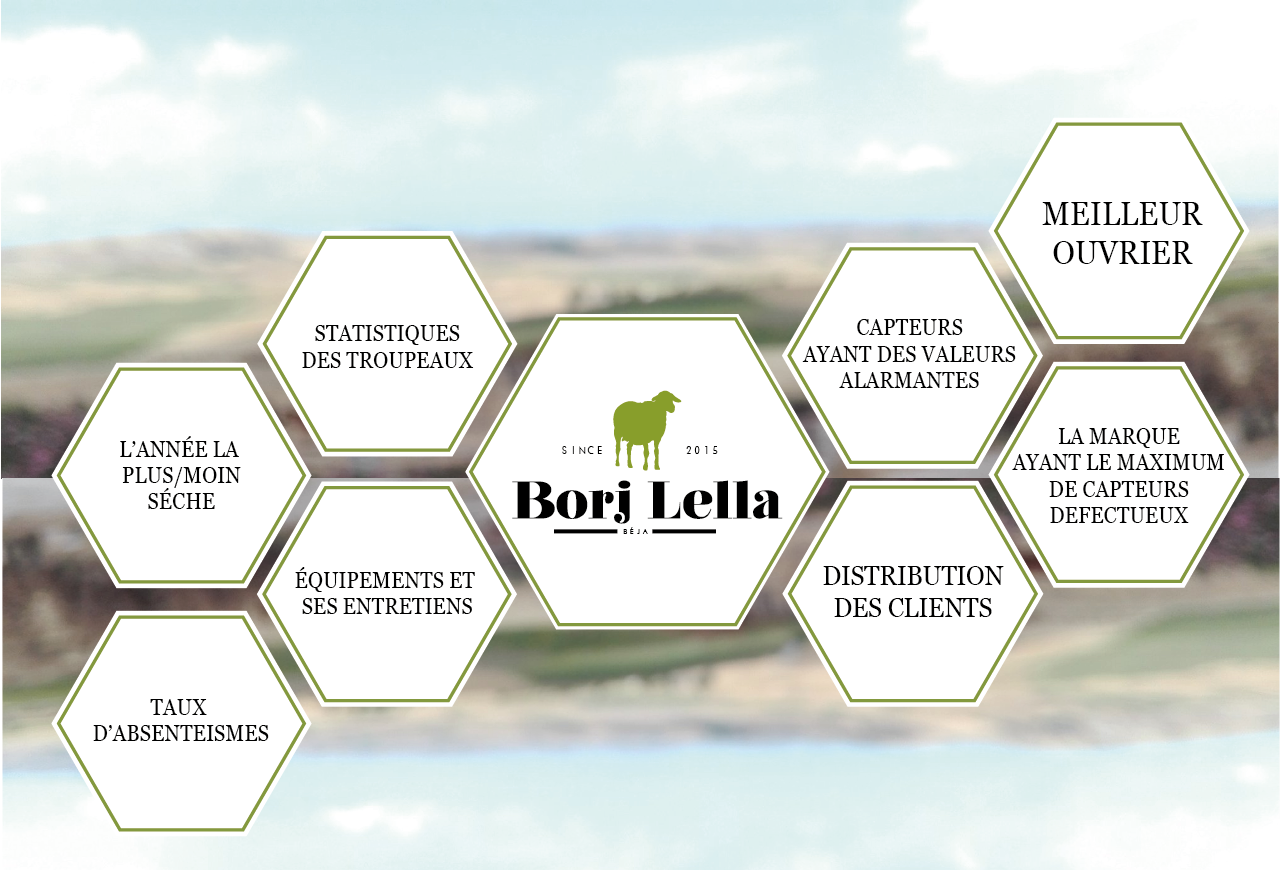 MEILLEUR
OUVRIER
STATISTIQUES
DES TROUPEAUX
CAPTEURS
AYANT DES VALEURS
ALARMANTES
L'ANNÉE LA
PLUS/MOIN
SÉCHE
SINCE 2015
Borj Lella
BÉJA
LA MARQUE
AYANT LE MAXIMUM
DE CAPTEURS
DEFECTUEUX
ÉQUIPEMENTS ET
SES ENTRETIENS
DISTRIBUTION
DES CLIENTS
TAUX
D'ABSENTEISMES